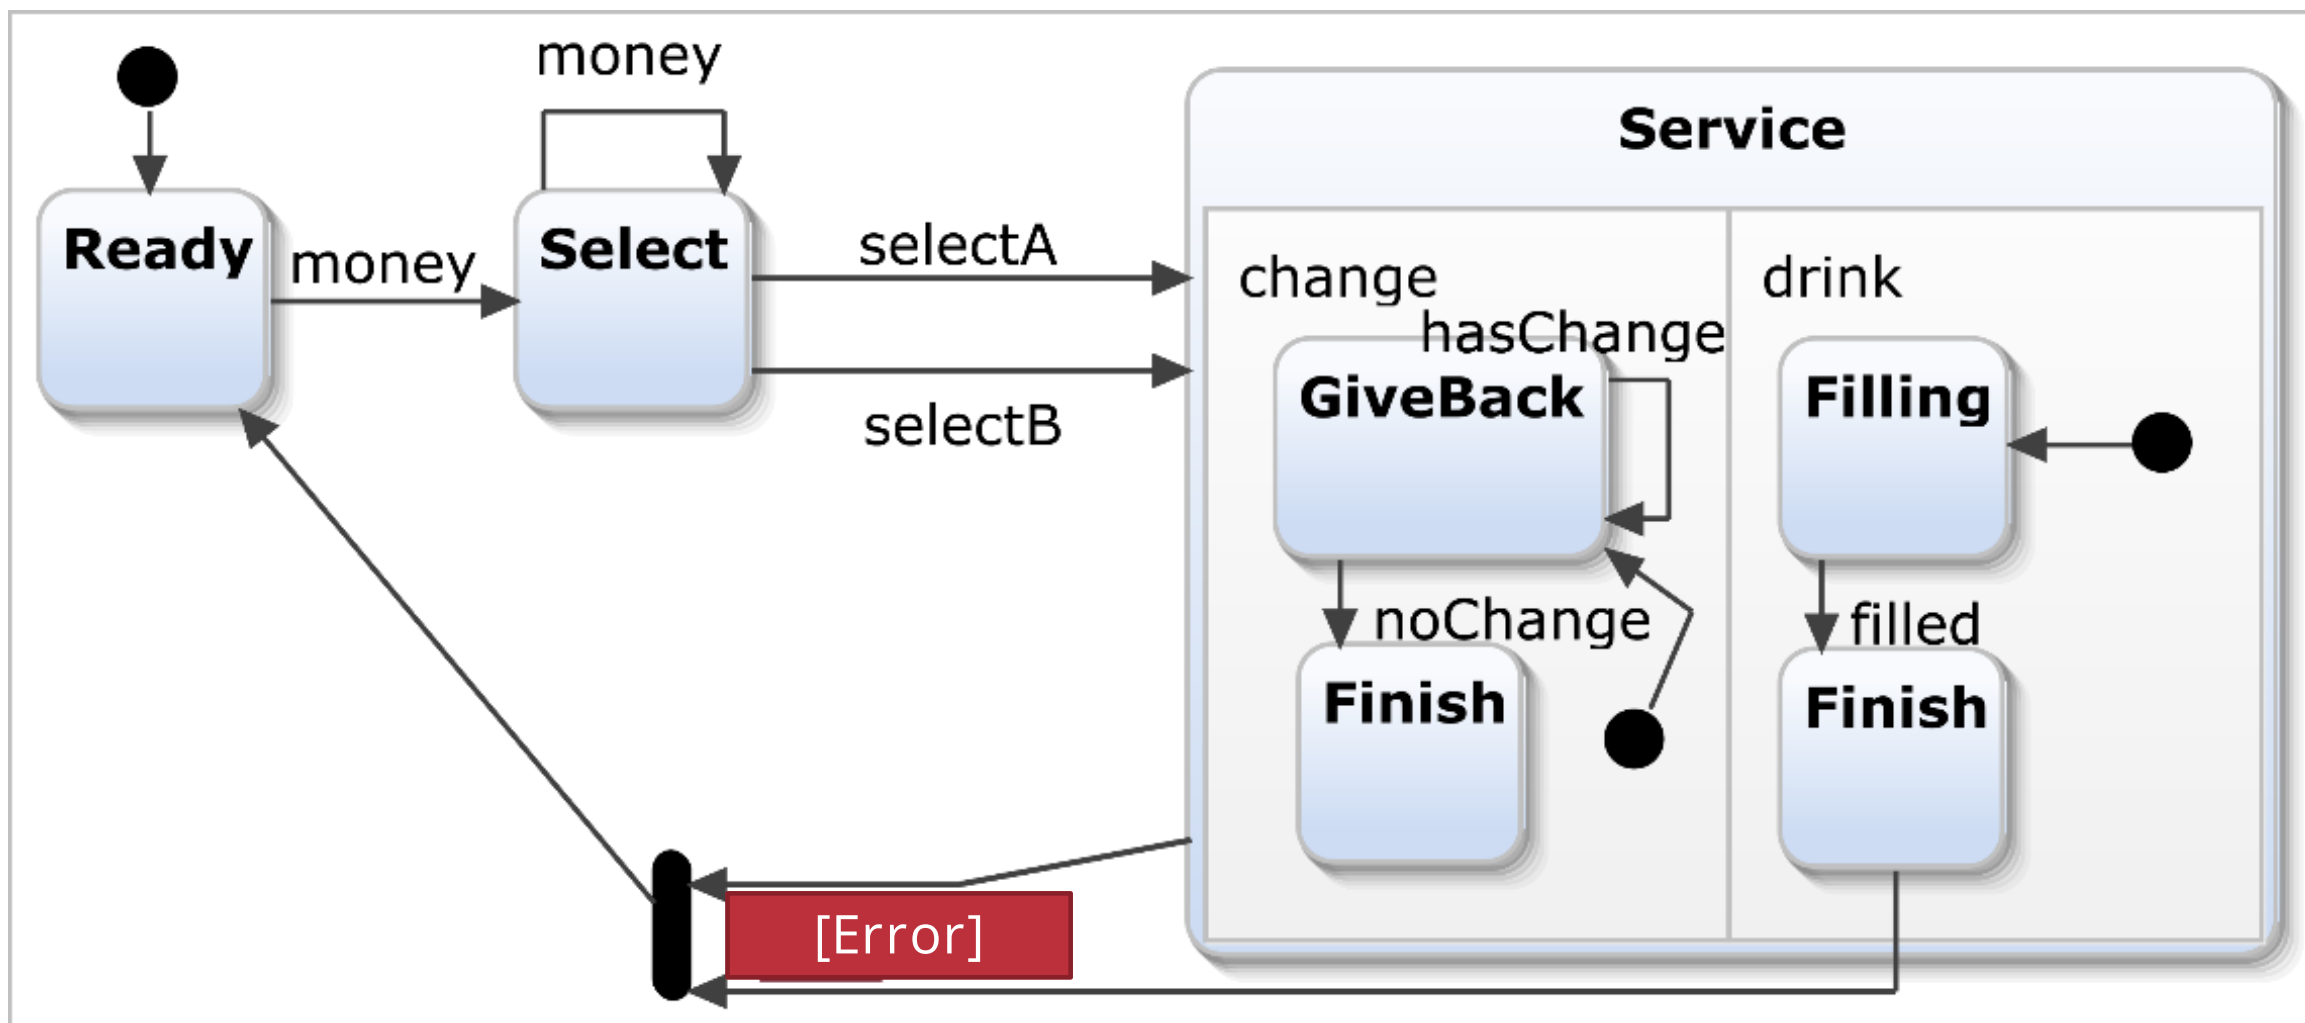 money
Service
Ready
money
Select
selectA
selectB
change
drink
hasChange
GiveBack
Filling
noChange
filled
Finish
Finish
[Error]